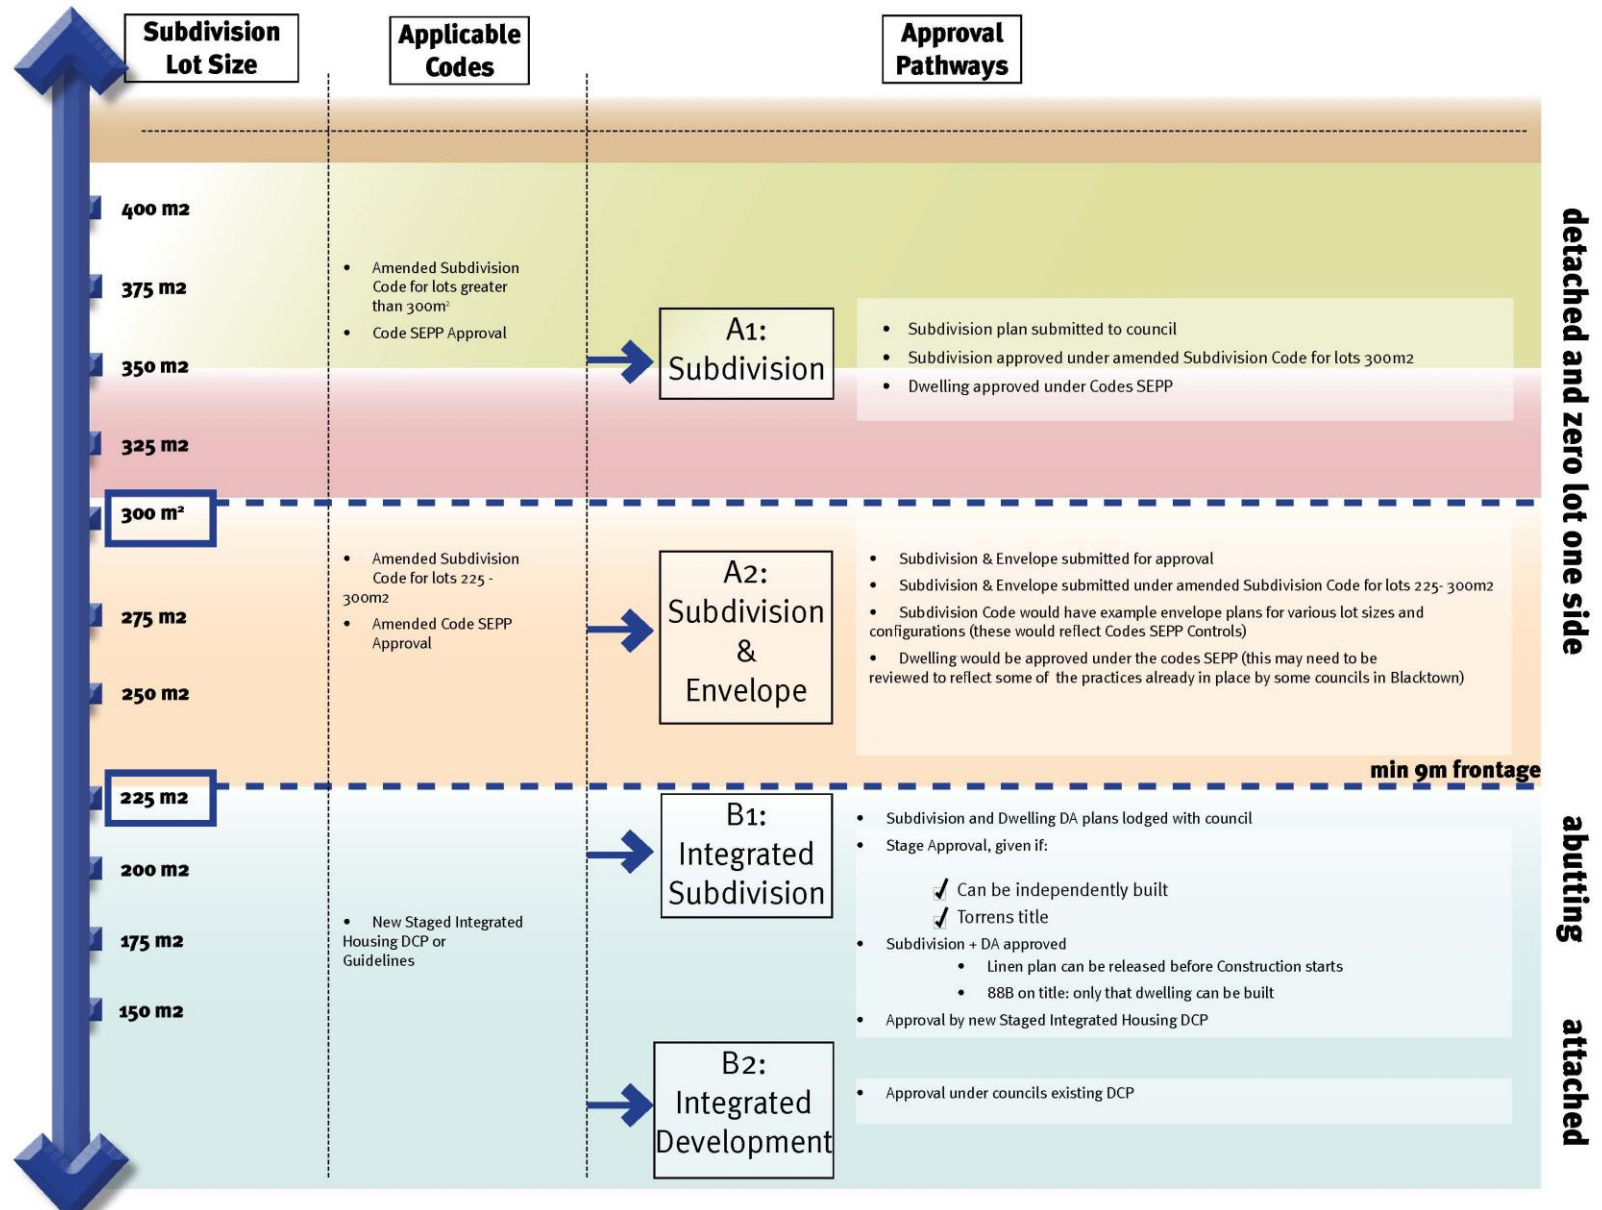 Subdivision
Lot Size
Applicable
Codes
Approval
Pathways
400 m2
375 m2
350 m2
325 m2
300 m²
275 m2
250 m2
225 m2
200 m2
175 m2
150 m2
• Amended Subdivision
Code for lots greater
than 300m²
• Code SEPP Approval
A1:
Subdivision
• Subdivision plan submitted to council
• Subdivision approved under amended Subdivision Code for lots 300m2
• Dwelling approved under Codes SEPP
• Amended Subdivision
Code for lots 225 -
300m2
• Amended Code SEPP
Approval
A2:
Subdivision
&
Envelope
• Subdivision & Envelope submitted for approval
• Subdivision & Envelope submitted under amended Subdivision Code for lots 225- 300m2
• Subdivision Code would have example envelope plans for various lot sizes and
configurations (these would reflect Codes SEPP Controls)
• Dwelling would be approved under the codes SEPP (this may need to be
reviewed to reflect some of the practices already in place by some councils in Blacktown)
min 9m frontage
• New Staged Integrated
Housing DCP or
Guidelines
B1:
Integrated
Subdivision
• Subdivision and Dwelling DA plans lodged with council
• Stage Approval, given if:
✓ Can be independently built
✓ Torrens title
• Subdivision + DA approved
• Linen plan can be released before Construction starts
• 88B on title: only that dwelling can be built
• Approval by new Staged Integrated Housing DCP
B2:
Integrated
Development
• Approval under councils existing DCP
detached and zero lot one side
abutting
attached